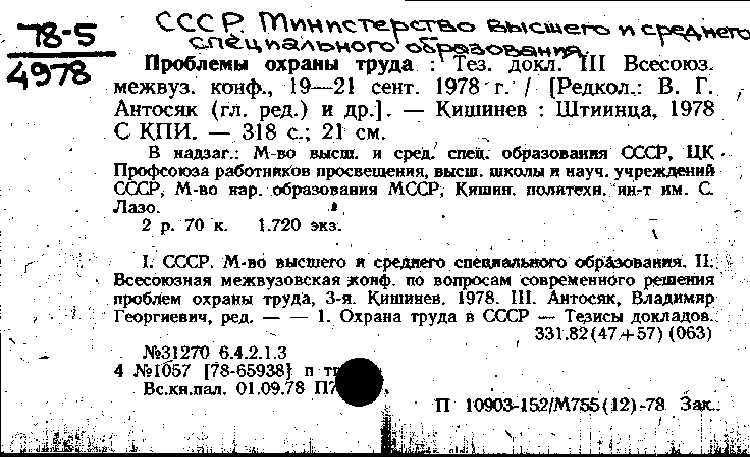 СССР. Министерство высшего и среднего
специального образования.
78-5
4978
Проблемы охраны труда : Тез. докл. III Всесоюз.
межвуз. конф., 19—21 сент. 1978 г. / [Редкол.: В. Г.
Антосяк (гл. ред.) и др.]. — Кишинев : Штиинца, 1978
С КПИ. — 318 с.; 21 см.
В надзаг.: М-во высш. и сред. спец. образования СССР, ЦК
Профсоюза работников просвещения, высш. школы и науч. учреждений
СССР, М-во нар. образования МССР, Кишин. политехн. ин-т им. С.
Лазо.
2 р. 70 к. 1.720 экз.
I. СССР. М-во высшего и среднего специального образования. II.
Всесоюзная межвузовская конф. по вопросам современного решения
проблем охраны труда, 3-я. Кишинев. 1978. III. Антосяк, Владимир
Георгиевич, ред. — — 1. Охрана труда в СССР — Тезисы докладов.
331.82(47+57) (063)
№31270 6.4.2.1.3
4 №1057 [78-65938] п
Вс.кн.пал. 01.09.78
П 10903-152/М755(12)-78 Зак.